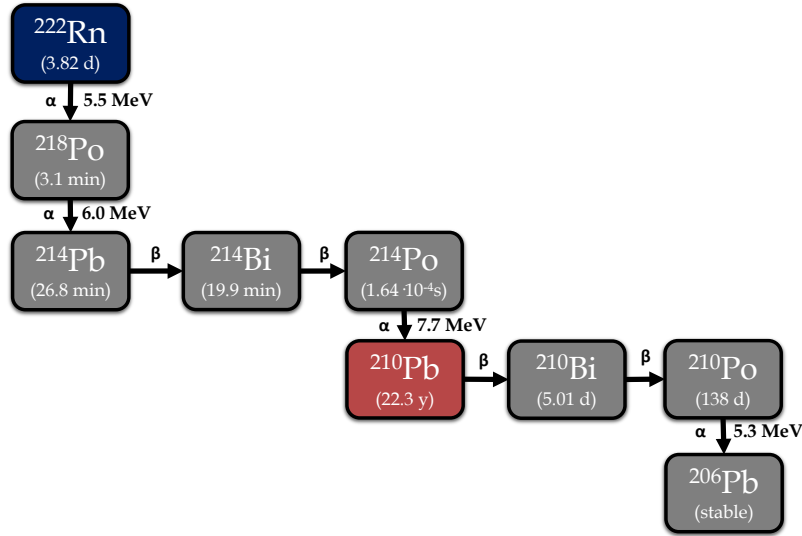 ²²²Rn
(3.82 d)
α 5.5 MeV
²¹⁸Po
(3.1 min)
α 6.0 MeV
²¹⁴Pb
(26.8 min)
β
²¹⁴Bi
(19.9 min)
β
²¹⁴Po
(1.64 ·10⁻⁴s)
α 7.7 MeV
²¹⁰Pb
(22.3 y)
β
²¹⁰Bi
(5.01 d)
β
²¹⁰Po
(138 d)
α 5.3 MeV
²⁰⁶Pb
(stable)